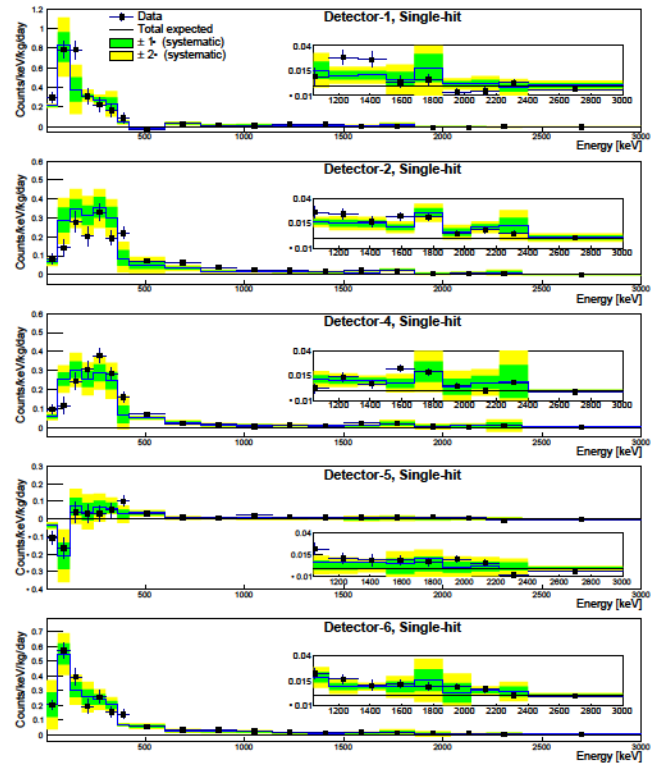 Detector-1, Single-hit
Data
Total expected
± 1• (systematic)
± 2• (systematic)
Counts/keV/kg/day
1.2
1
0.8
0.6
0.4
0.2
0
0.04
0.015
• 0.01
1200 1400 1600 1800 2000 2200 2400 2600 2800 3000
500 1000 1500 2000 2500 3000
Energy [keV]
Detector-2, Single-hit
Counts/keV/kg/day
0.6
0.5
0.4
0.3
0.2
0.1
0
0.04
0.015
• 0.01
1200 1400 1600 1800 2000 2200 2400 2600 2800 3000
500 1000 1500 2000 2500 3000
Energy [keV]
Detector-4, Single-hit
Counts/keV/kg/day
0.6
0.5
0.4
0.3
0.2
0.1
0
0.04
0.015
• 0.01
1200 1400 1600 1800 2000 2200 2400 2600 2800 3000
500 1000 1500 2000 2500 3000
Energy [keV]
Detector-5, Single-hit
Counts/keV/kg/day
0.3
0.2
0.1
0
• 0.1
• 0.2
• 0.3
• 0.4
0.04
0.015
• 0.01
1200 1400 1600 1800 2000 2200 2400 2600 2800 3000
500 1000 1500 2000 2500 3000
Energy [keV]
Detector-6, Single-hit
Counts/keV/kg/day
0.7
0.6
0.5
0.4
0.3
0.2
0.1
0
0.04
0.015
• 0.01
1200 1400 1600 1800 2000 2200 2400 2600 2800 3000
500 1000 1500 2000 2500 3000
Energy [keV]